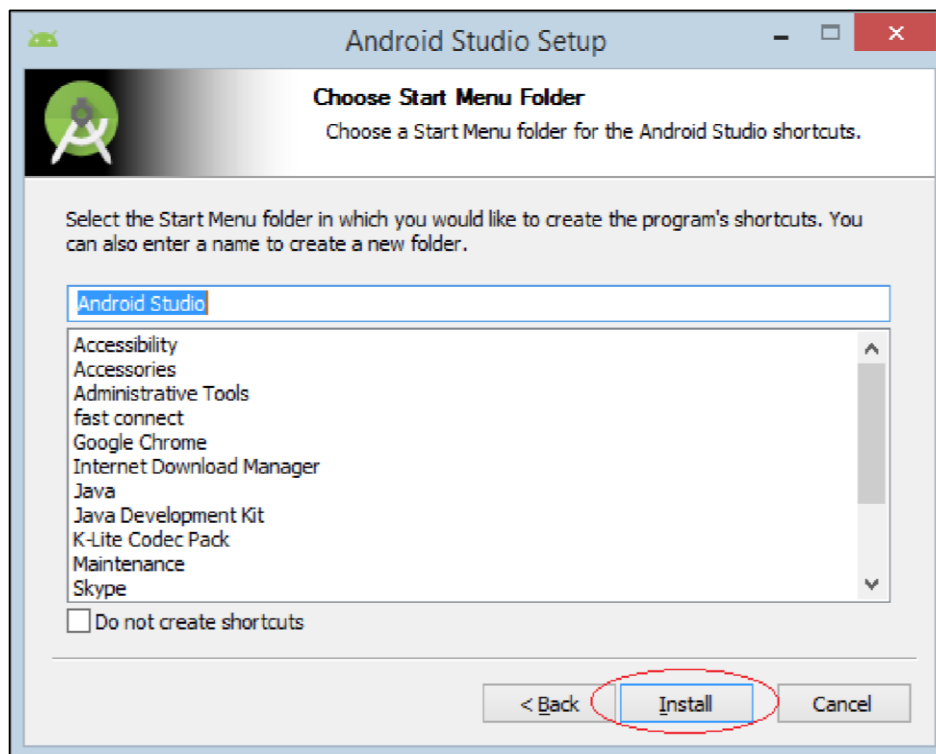 Android Studio Setup
Choose Start Menu Folder
Choose a Start Menu folder for the Android Studio shortcuts.
Select the Start Menu folder in which you would like to create the program's shortcuts. You
can also enter a name to create a new folder.
Android Studio
Accessibility
Accessories
Administrative Tools
fast connect
Google Chrome
Internet Download Manager
Java
Java Development Kit
K-Lite Codec Pack
Maintenance
Skype
Do not create shortcuts
< Back Install Cancel